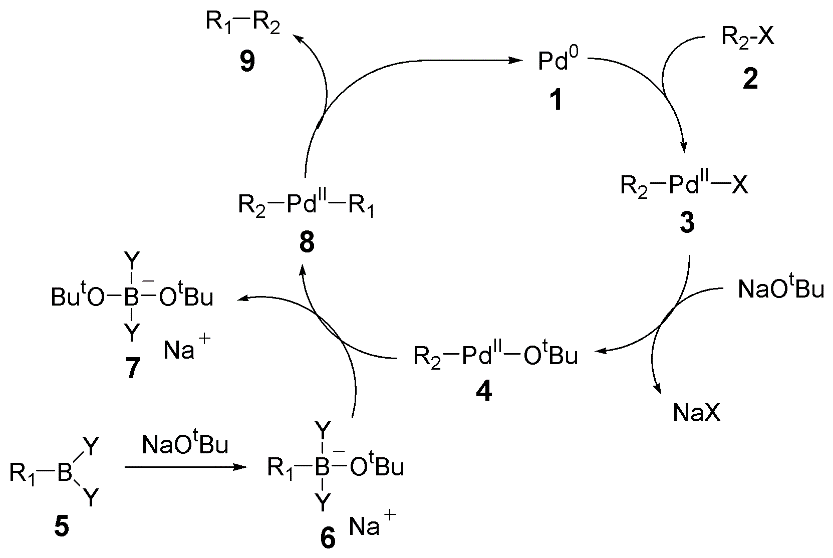 R₁–R₂
9
Pd⁰
1
R₂-X
2
R₂–Pdᴵᴵ–X
3
R₂–Pdᴵᴵ–R₁
8
NaOᵗBu
NaX
R₂–Pdᴵᴵ–OᵗBu
4
Y
BuᵗO–B⁻–OᵗBu
Y
7
Na⁺
NaOᵗBu
Y
R₁–B
Y
5
Y
R₁–B⁻–OᵗBu
Y
6
Na⁺